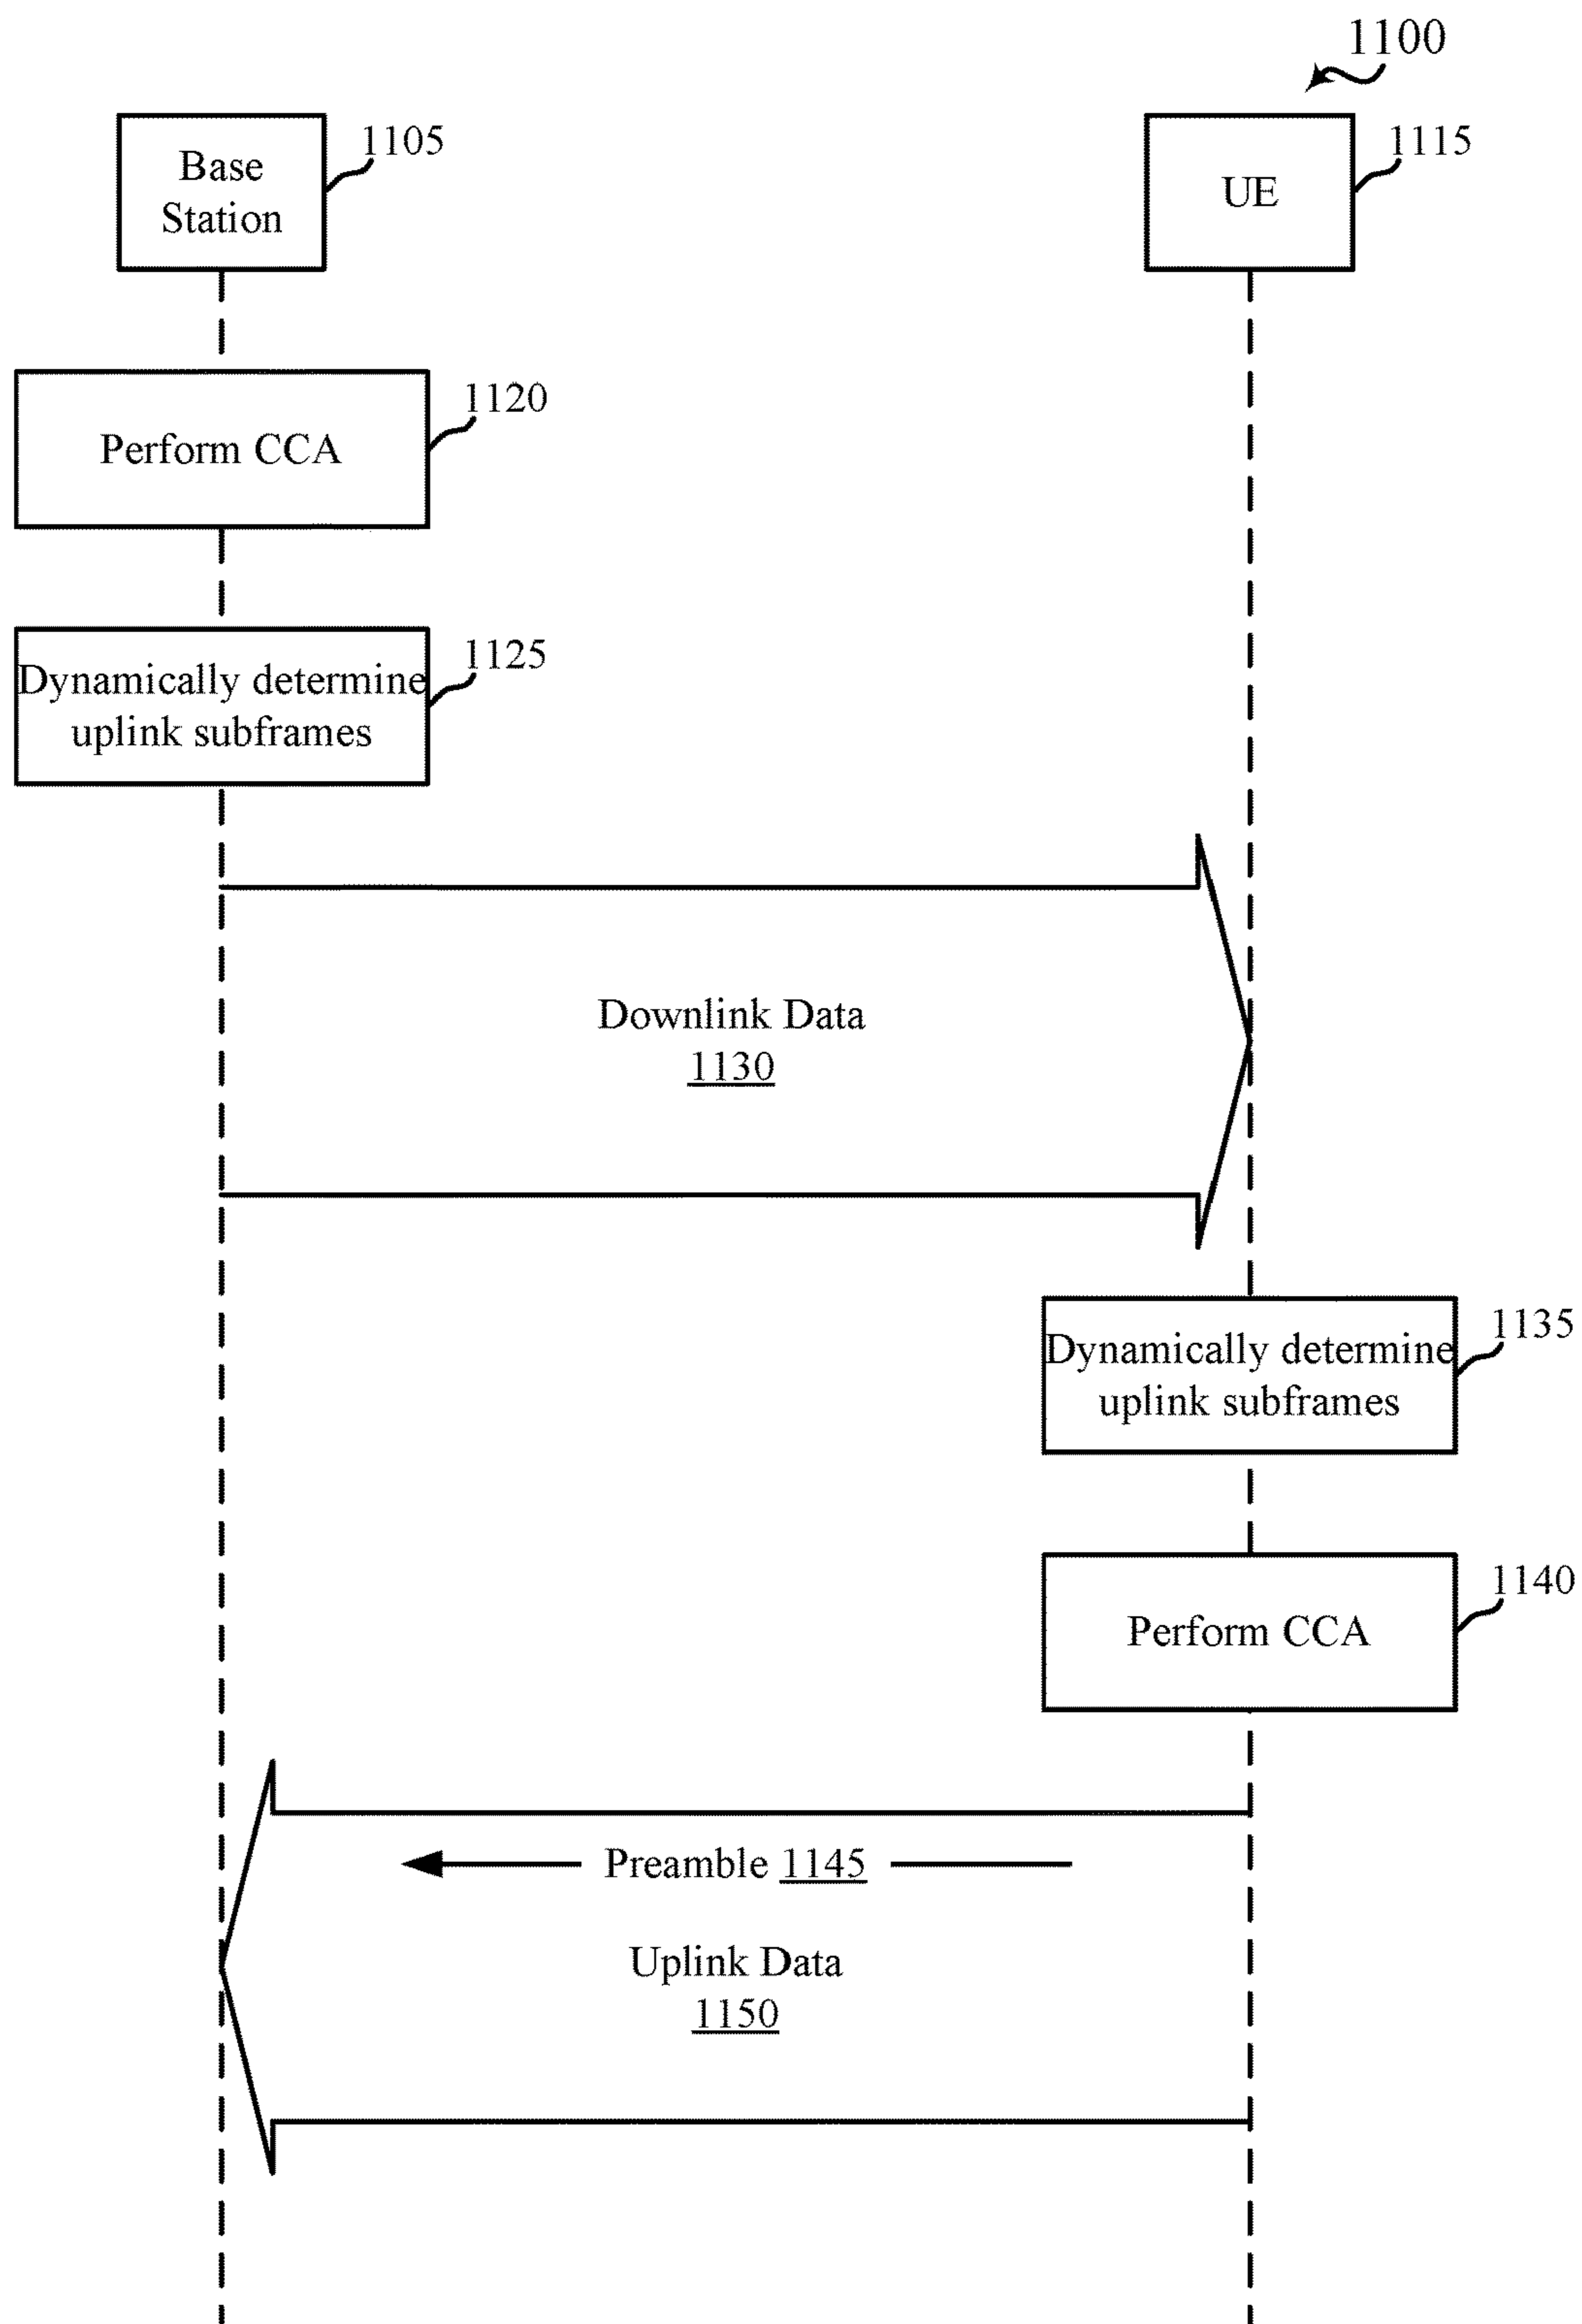 1100
Base
Station
1105
UE
1115
Perform CCA
1120
Dynamically determine
uplink subframes
1125
Downlink Data
1130
Dynamically determine
uplink subframes
1135
Perform CCA
1140
Preamble 1145
Uplink Data
1150